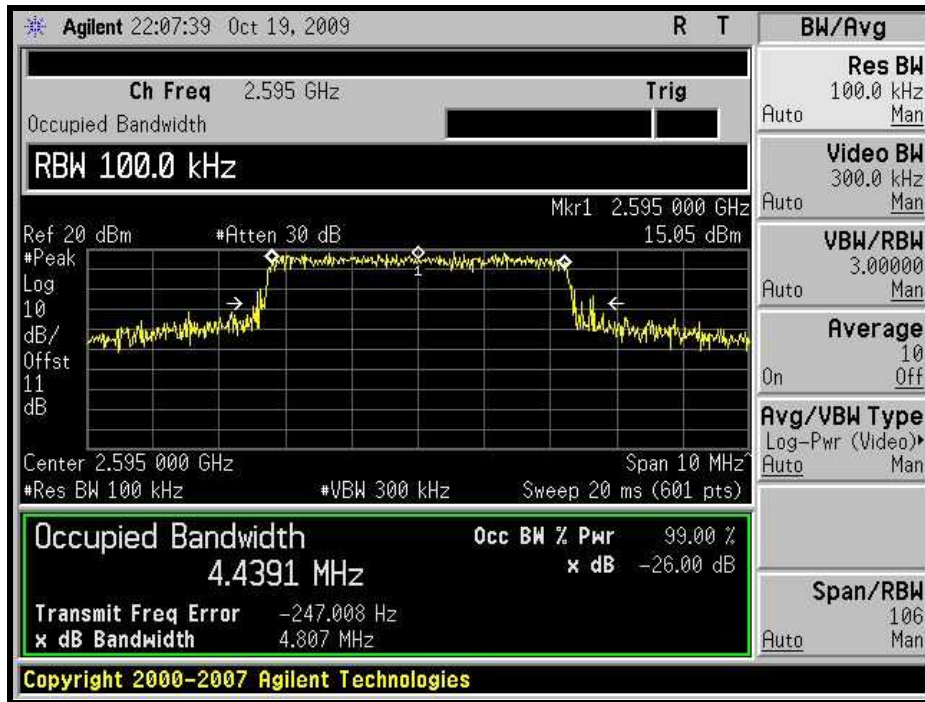 Agilent 22:07:39 Oct 19, 2009 R T
Ch Freq 2.595 GHz Trig
Occupied Bandwidth
RBW 100.0 kHz
Mkr1 2.595 000 GHz
Ref 20 dBm #Atten 30 dB 15.05 dBm
#Peak
Log
10
dB/
Offst
11
dB
1
Center 2.595 000 GHz Span 10 MHz^
#Res BW 100 kHz #VBW 300 kHz Sweep 20 ms (601 pts)
Occupied Bandwidth Occ BW % Pwr 99.00 %
4.4391 MHz x dB -26.00 dB
Transmit Freq Error -247.008 Hz
x dB Bandwidth 4.807 MHz
Copyright 2000-2007 Agilent Technologies
BW/Avg
Res BW
100.0 kHz
Auto Man
Video BW
300.0 kHz
Auto Man
VBW/RBW
3.00000
Auto Man
Average
10
On Off
Avg/VBW Type
Log-Pwr (Video)
Auto Man
Span/RBW
106
Auto Man